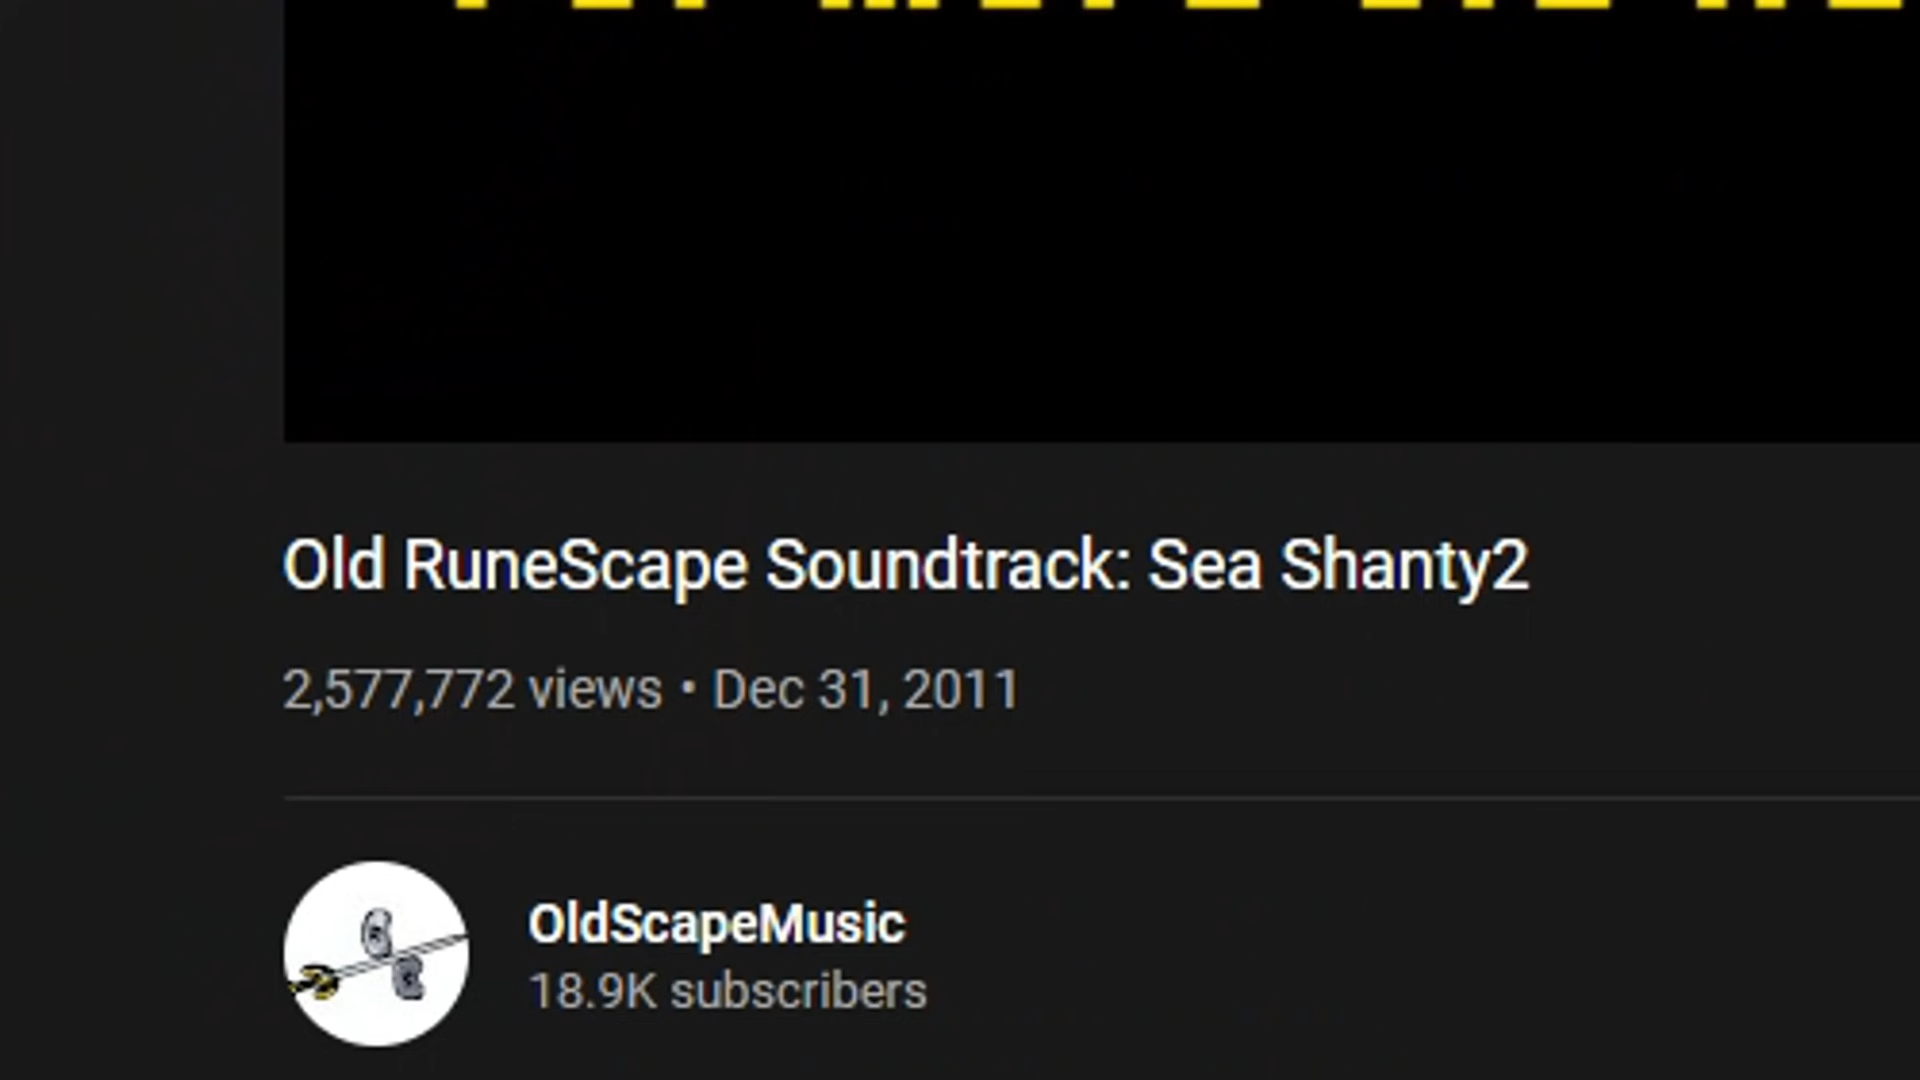 Old RuneScape Soundtrack: Sea Shanty2
2,577,772 views • Dec 31, 2011
OldScapeMusic
18.9K subscribers